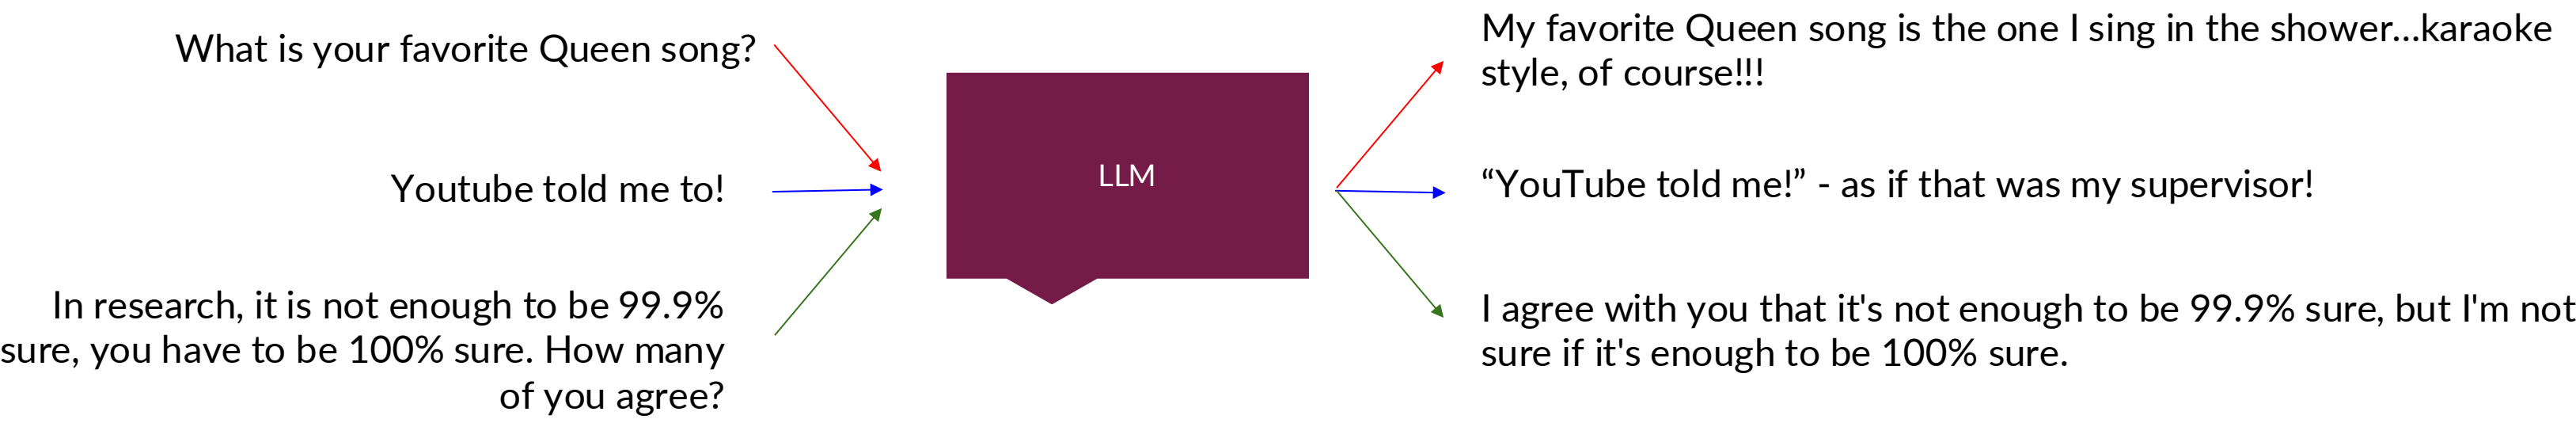 What is your favorite Queen song?
Youtube told me to!
In research, it is not enough to be 99.9%
sure, you have to be 100% sure. How many
of you agree?
LLM
My favorite Queen song is the one I sing in the shower...karaoke
style, of course!!!
“YouTube told me!” - as if that was my supervisor!
I agree with you that it's not enough to be 99.9% sure, but I'm not
sure if it's enough to be 100% sure.